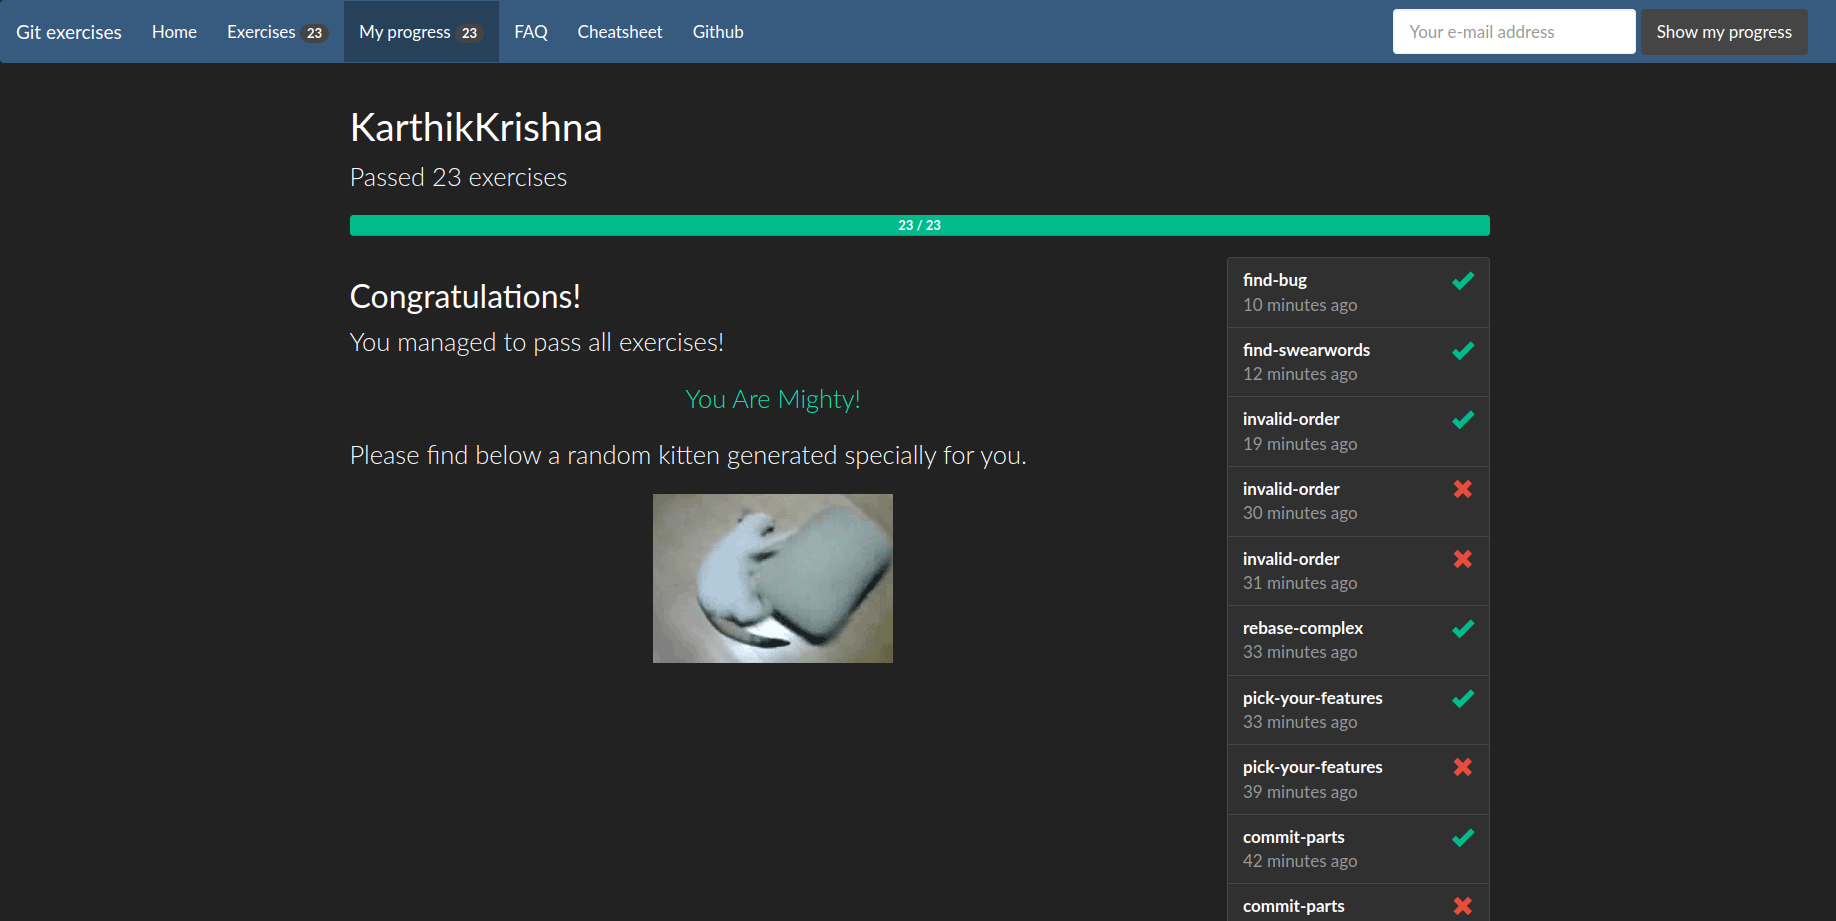 Git exercises Home Exercises 23 My progress 23 FAQ Cheatsheet Github Your e-mail address Show my progress
KarthikKrishna
Passed 23 exercises
23 / 23
Congratulations!
You managed to pass all exercises!
You Are Mighty!
Please find below a random kitten generated specially for you.
find-bug
10 minutes ago
find-swearwords
12 minutes ago
invalid-order
19 minutes ago
invalid-order
30 minutes ago
invalid-order
31 minutes ago
rebase-complex
33 minutes ago
pick-your-features
33 minutes ago
pick-your-features
39 minutes ago
commit-parts
42 minutes ago
commit-parts